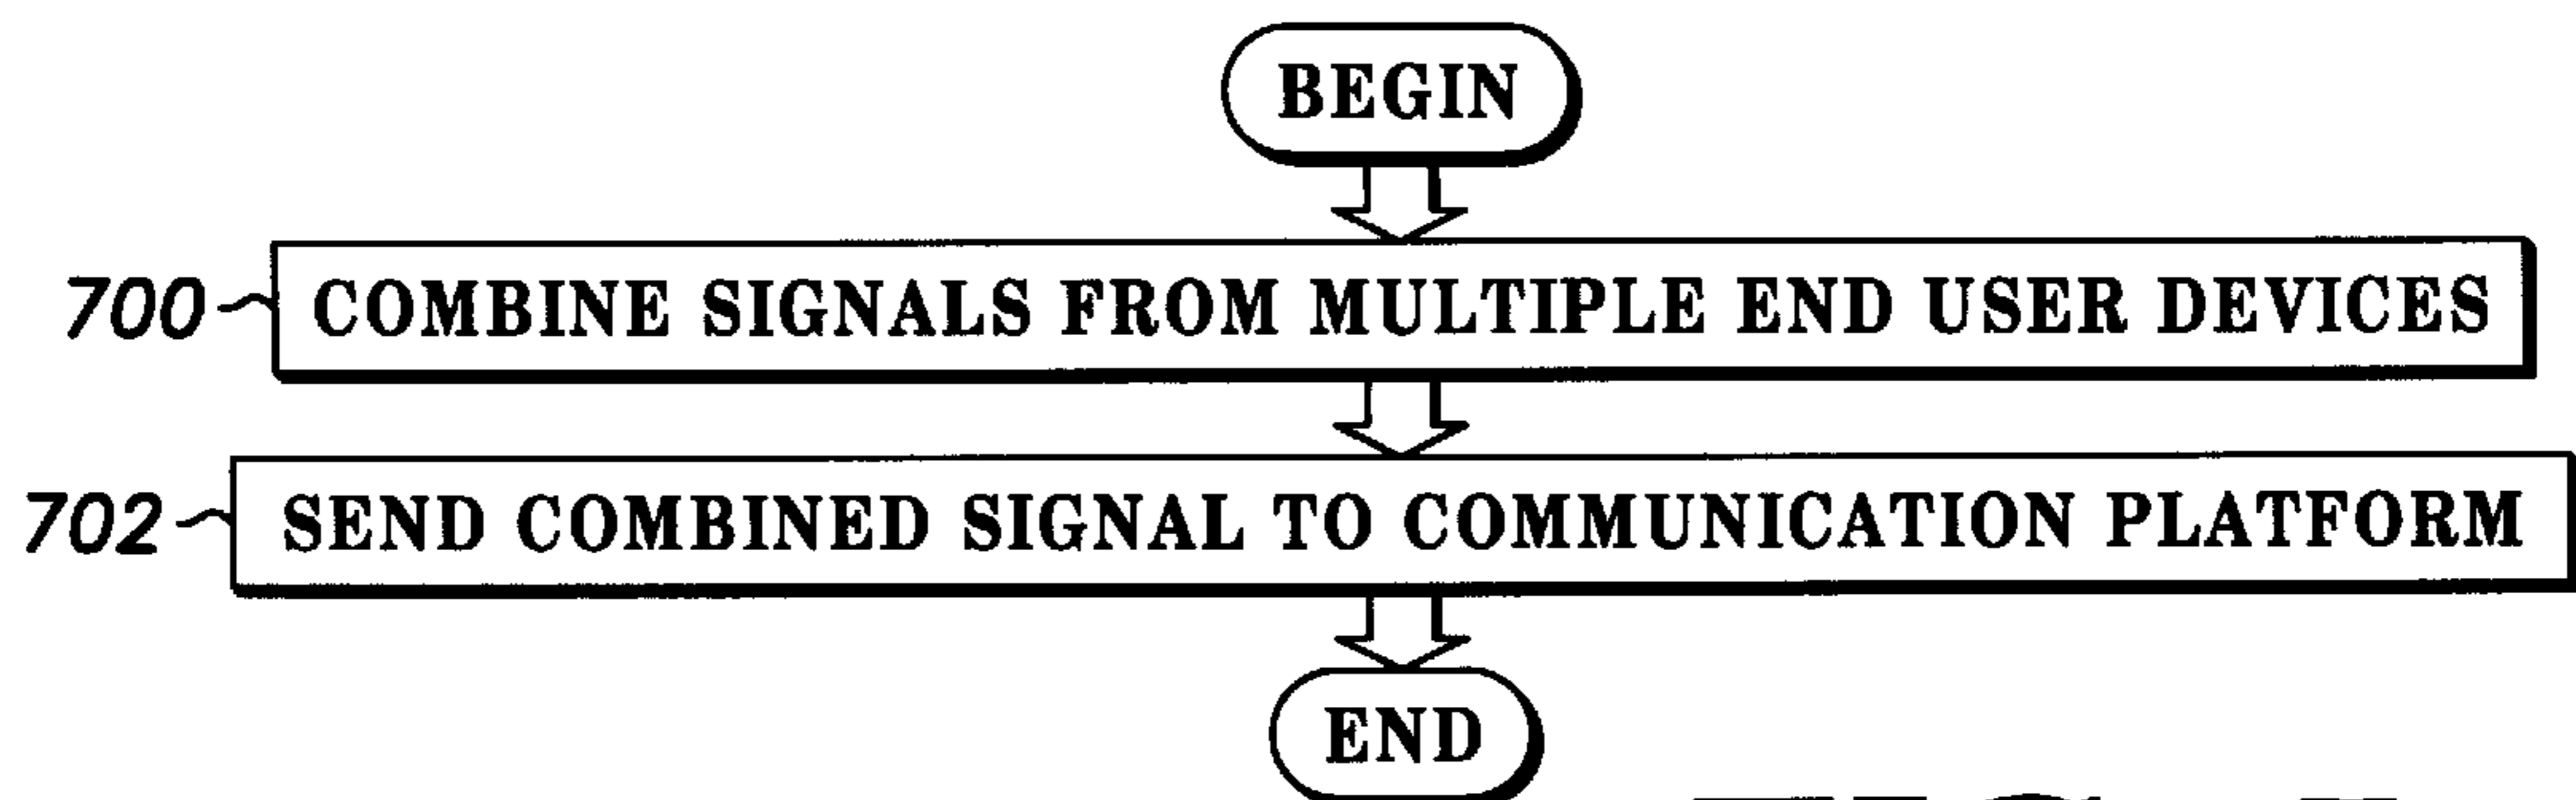 BEGIN
700 COMBINE SIGNALS FROM MULTIPLE END USER DEVICES
702 SEND COMBINED SIGNAL TO COMMUNICATION PLATFORM
END